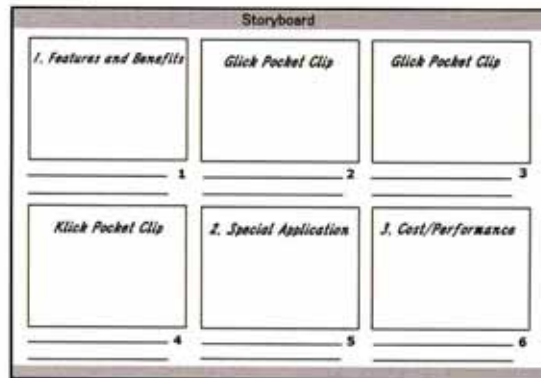 Storyboard
1. Features and Benefits
Glick Pocket Clip
Glick Pocket Clip
1
2
3
Klick Pocket Clip
2. Special Application
3. Cost/Performance
4
5
6